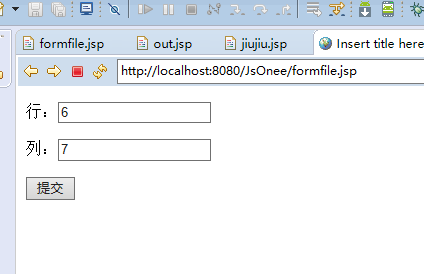 formfile.jsp out.jsp jiujiu.jsp Insert title here
http://localhost:8080/JsOnee/formfile.jsp
行：6
列：7
提交